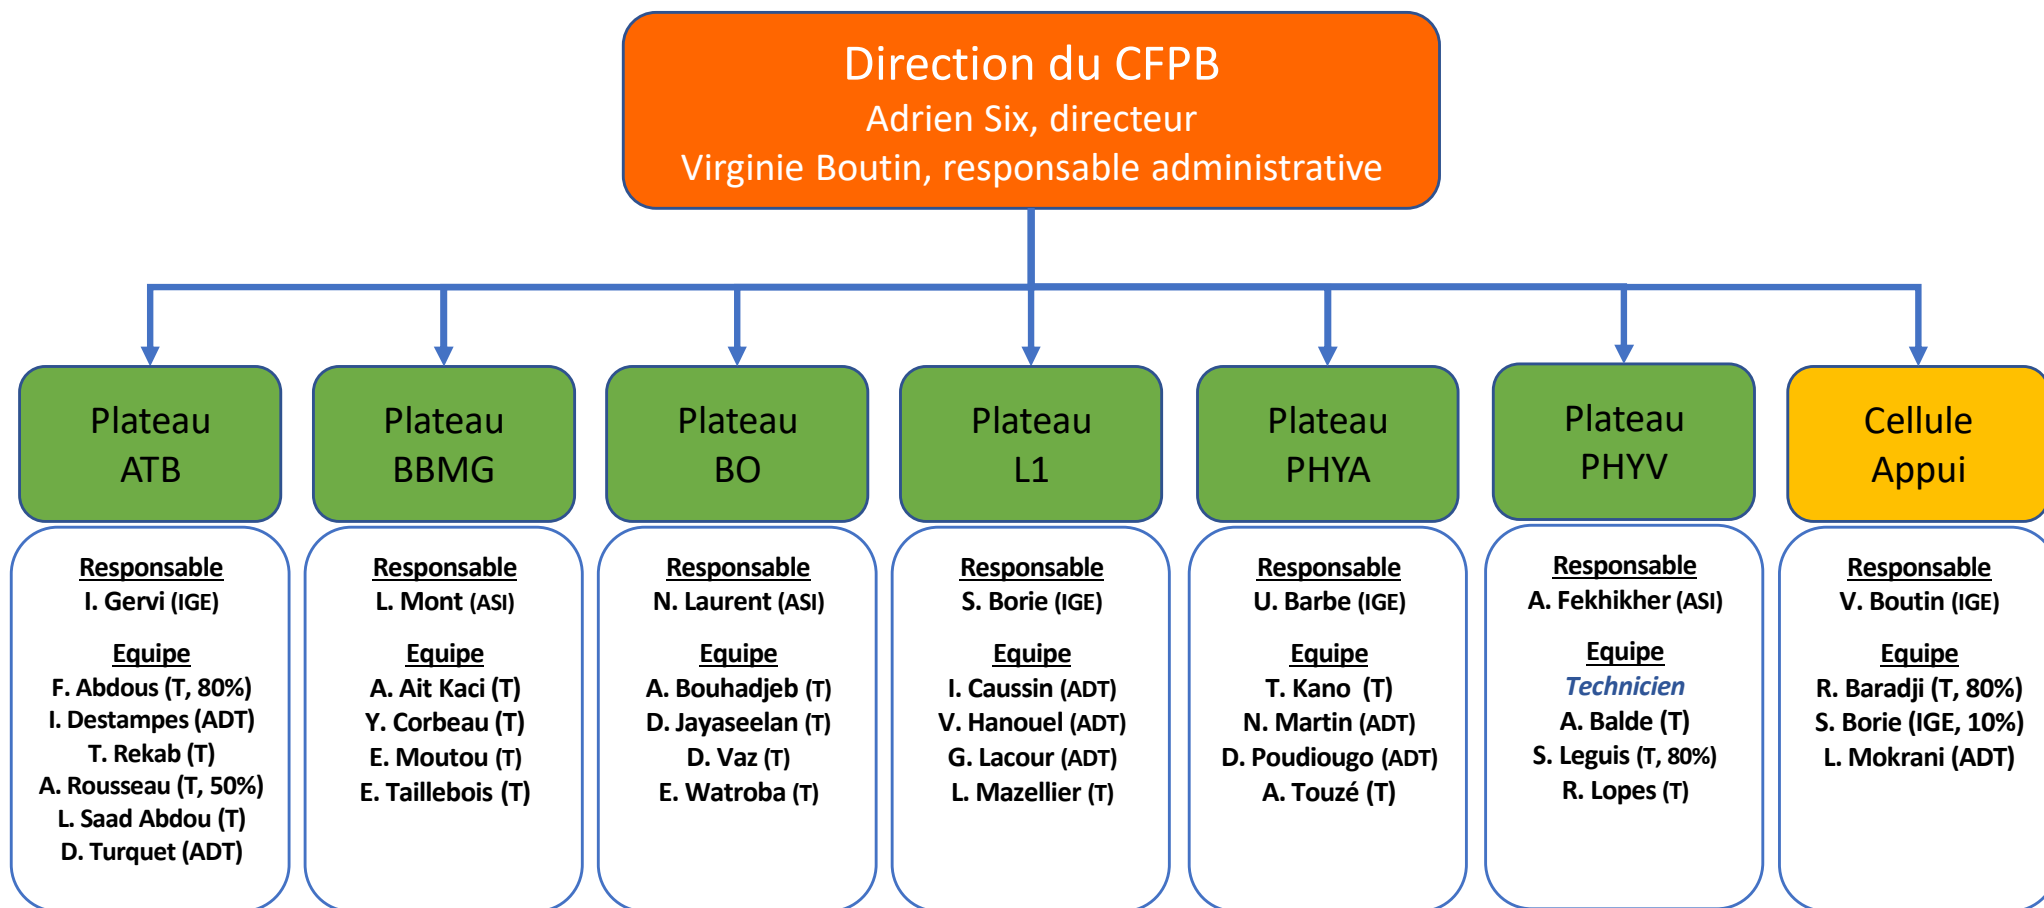 Direction du CFPB
Adrien Six, directeur
Virginie Boutin, responsable administrative
Plateau
ATB
Responsable
I. Gervi (IGE)
Equipe
F. Abdous (T, 80%)
I. Destampes (ADT)
T. Rekab (T)
A. Rousseau (T, 50%)
L. Saad Abdou (T)
D. Turquet (ADT)
Plateau
BBMG
Responsable
L. Mont (ASI)
Equipe
A. Ait Kaci (T)
Y. Corbeau (T)
E. Moutou (T)
E. Taillebois (T)
Plateau
BO
Responsable
N. Laurent (ASI)
Equipe
A. Bouhadjeb (T)
D. Jayaseelan (T)
D. Vaz (T)
E. Watroba (T)
Plateau
L1
Responsable
S. Borie (IGE)
Equipe
I. Caussin (ADT)
V. Hanouel (ADT)
G. Lacour (ADT)
L. Mazellier (T)
Plateau
PHYA
Responsable
U. Barbe (IGE)
Equipe
T. Kano (T)
N. Martin (ADT)
D. Poudiougo (ADT)
A. Touzé (T)
Plateau
PHYV
Responsable
A. Fekhikher (ASI)
Equipe
Technicien
A. Balde (T)
S. Leguis (T, 80%)
R. Lopes (T)
Cellule
Appui
Responsable
V. Boutin (IGE)
Equipe
R. Baradji (T, 80%)
S. Borie (IGE, 10%)
L. Mokrani (ADT)